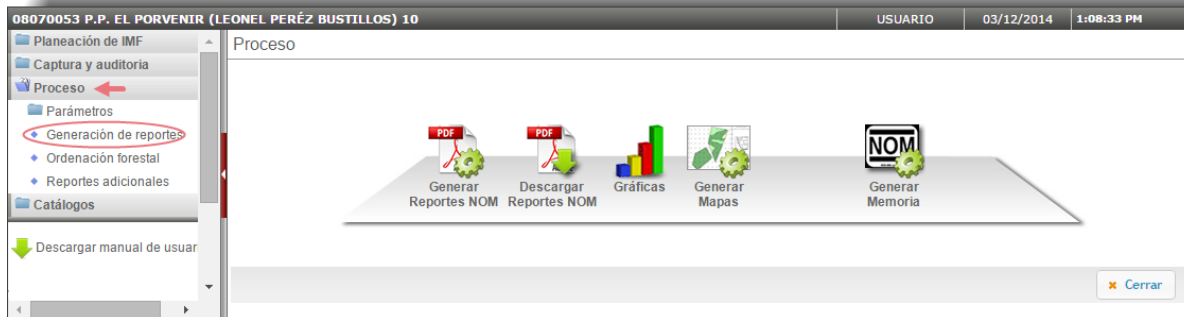 08070053 P.P. EL PORVENIR (LEONEL PERÉZ BUSTILLOS) 10
USUARIO
03/12/2014
1:08:33 PM
Planeación de IMF
Captura y auditoria
Proceso
Parámetros
Generación de reportes
Ordenación forestal
Reportes adicionales
Catálogos
Descargar manual de usuar
Proceso
PDF
Generar
Reportes NOM
PDF
Descargar
Reportes NOM
Gráficas
Generar
Mapas
NOM
Generar
Memoria
Cerrar